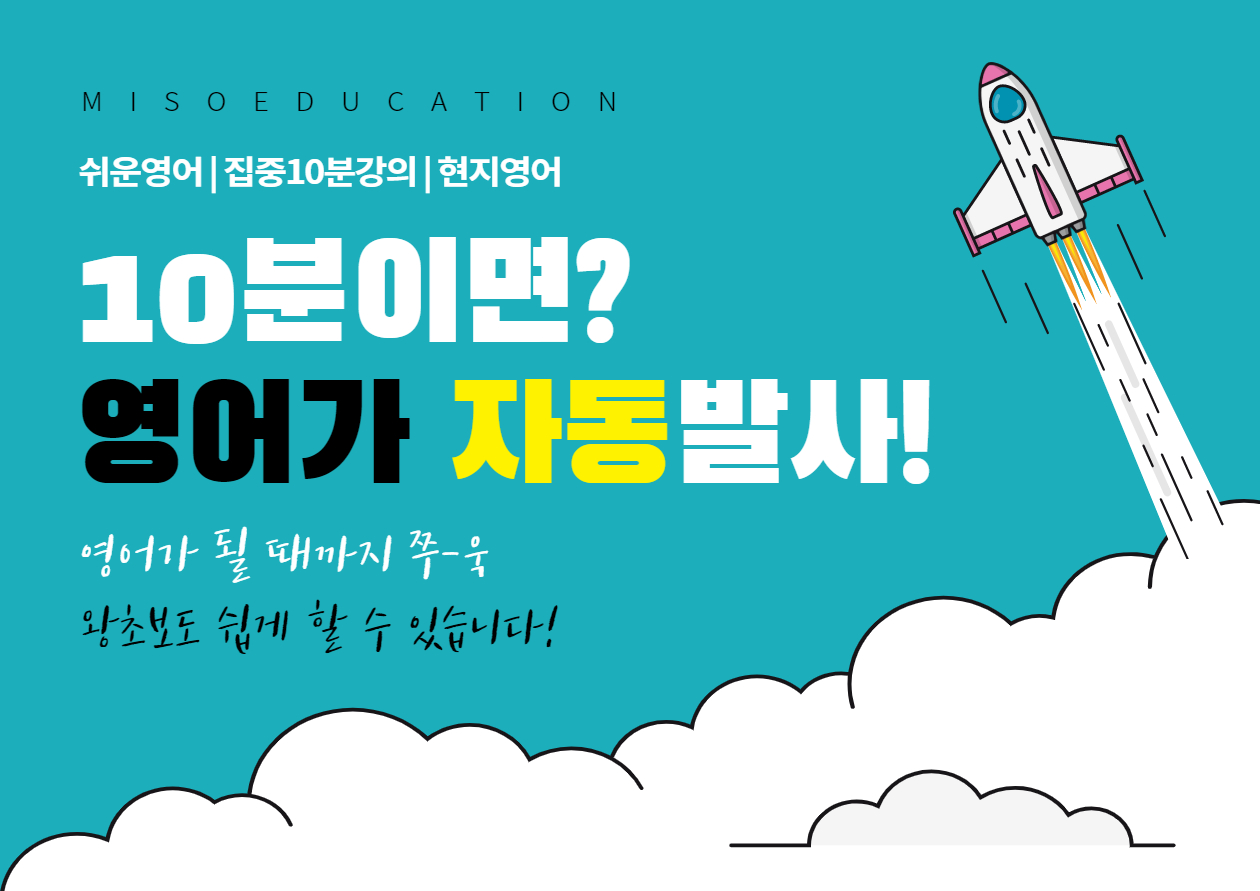 MISOEDUCATION
쉬운영어 | 집중10분강의 | 현지영어
10분이면?
영어가 자동발사!
영어가 될 때까지 쭈-욱
왕초보도 쉽게 할 수 있습니다!